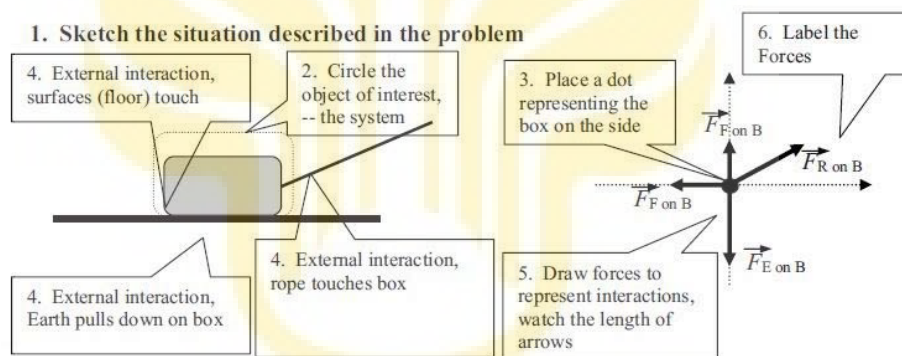 1. Sketch the situation described in the problem
4. External interaction,
surfaces (floor) touch
2. Circle the
object of interest,
-- the system
3. Place a dot
representing the
box on the side
6. Label the
Forces
F F on B
F R on B
F F on B
F E on B
4. External interaction,
rope touches box
4. External interaction,
Earth pulls down on box
5. Draw forces to
represent interactions,
watch the length of
arrows